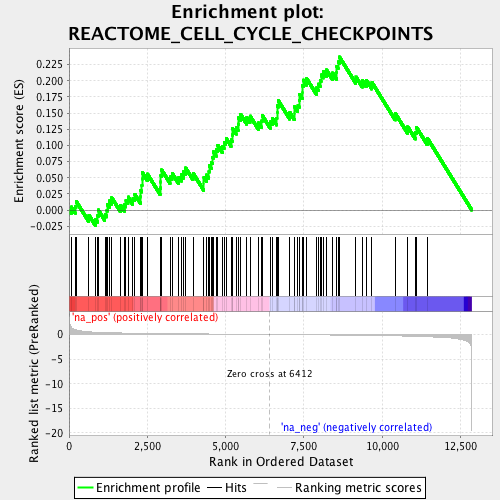 Enrichment plot:
REACTOME_CELL_CYCLE_CHECKPOINTS
Enrichment score (ES)
0.225
0.200
0.175
0.150
0.125
0.100
0.075
0.050
0.025
0.000
-0.025
'na_pos' (positively correlated)
Ranked list metric (PreRanked)
0
-5
-10
-15
-20
Zero cross at 6412
'na_neg' (negatively correlated)
0
2,500
5,000
7,500
10,000
12,500
Rank in Ordered Dataset
Enrichment profile
Hits
Ranking metric scores